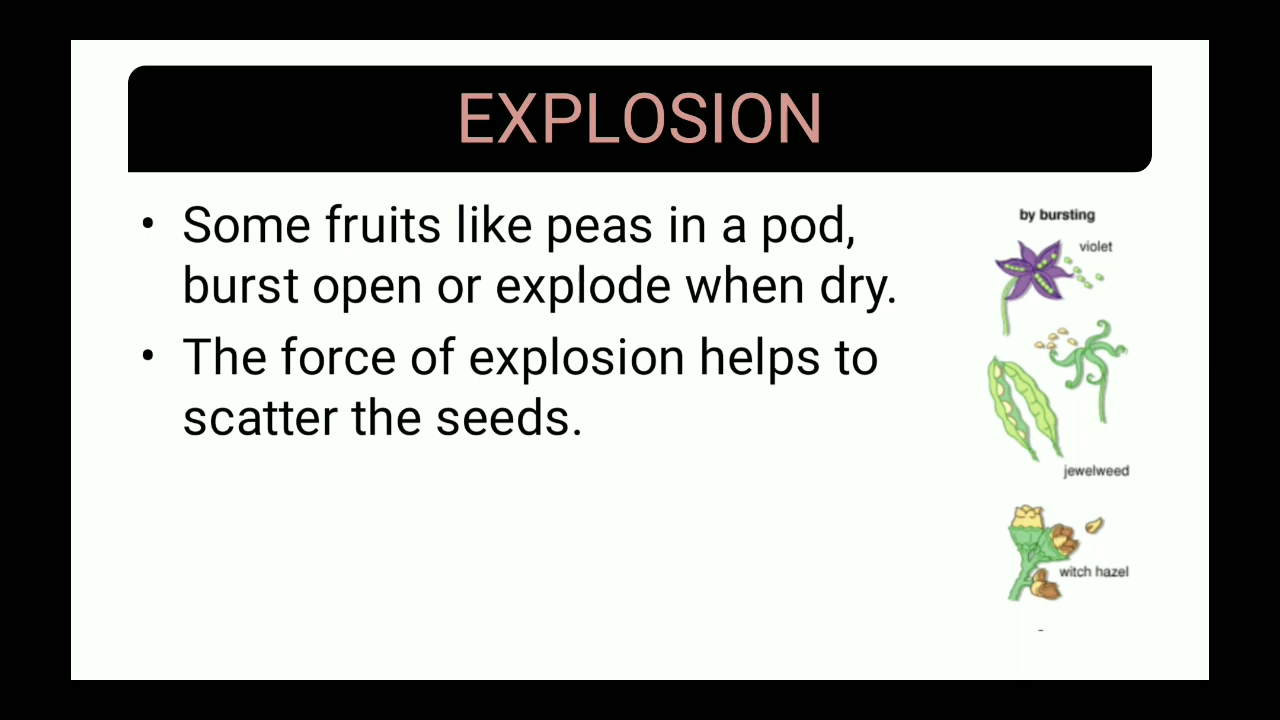 EXPLOSION
• Some fruits like peas in a pod,
burst open or explode when dry.
• The force of explosion helps to
scatter the seeds.
by bursting
violet
jewelweed
witch hazel